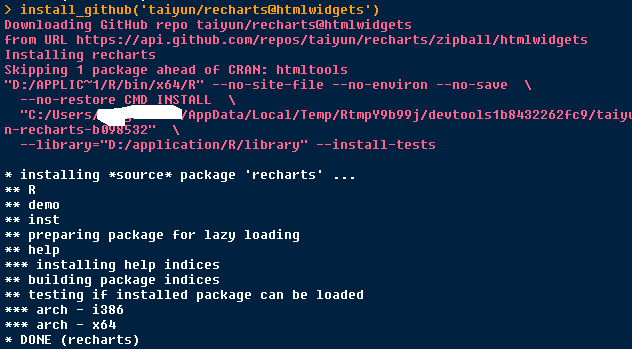 > install_github('taiyun/recharts@htmlwidgets')
Downloading GitHub repo taiyun/recharts@htmlwidgets
from URL https://api.github.com/repos/taiyun/recharts/zipball/htmlwidgets
Installing recharts
Skipping 1 package ahead of CRAN: htmltools
"D:/APPLIC~1/R/bin/x64/R" --no-site-file --no-environ --no-save \
--no-restore CMD INSTALL \
"C:/Users/ /AppData/Local/Temp/RtmpY9b99j/devtools1b8432262fc9/taiyu
n-recharts-b098532" \
--library="D:/application/R/library" --install-tests
* installing *source* package 'recharts' ...
** R
** demo
** inst
** preparing package for lazy loading
** help
*** installing help indices
** building package indices
** testing if installed package can be loaded
*** arch - i386
*** arch - x64
* DONE (recharts)